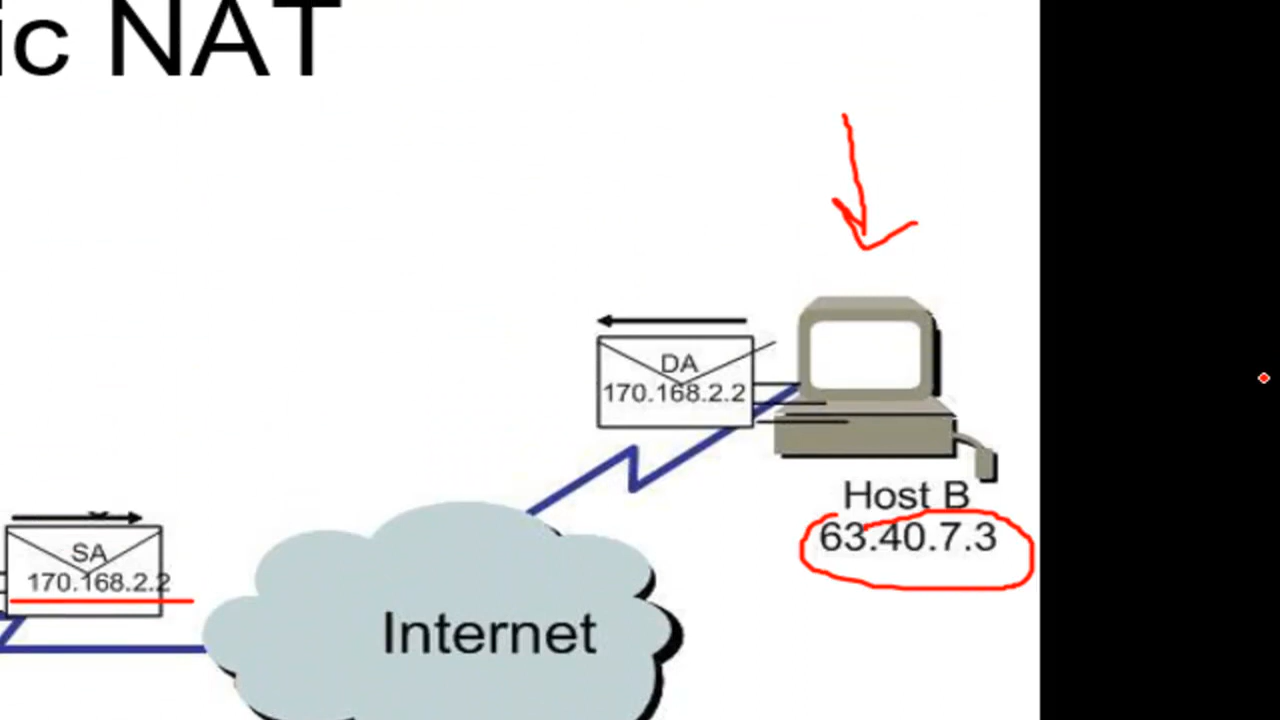 ic NAT
DA
170.168.2.2
Host B
63.40.7.3
SA
170.168.2.2
Internet